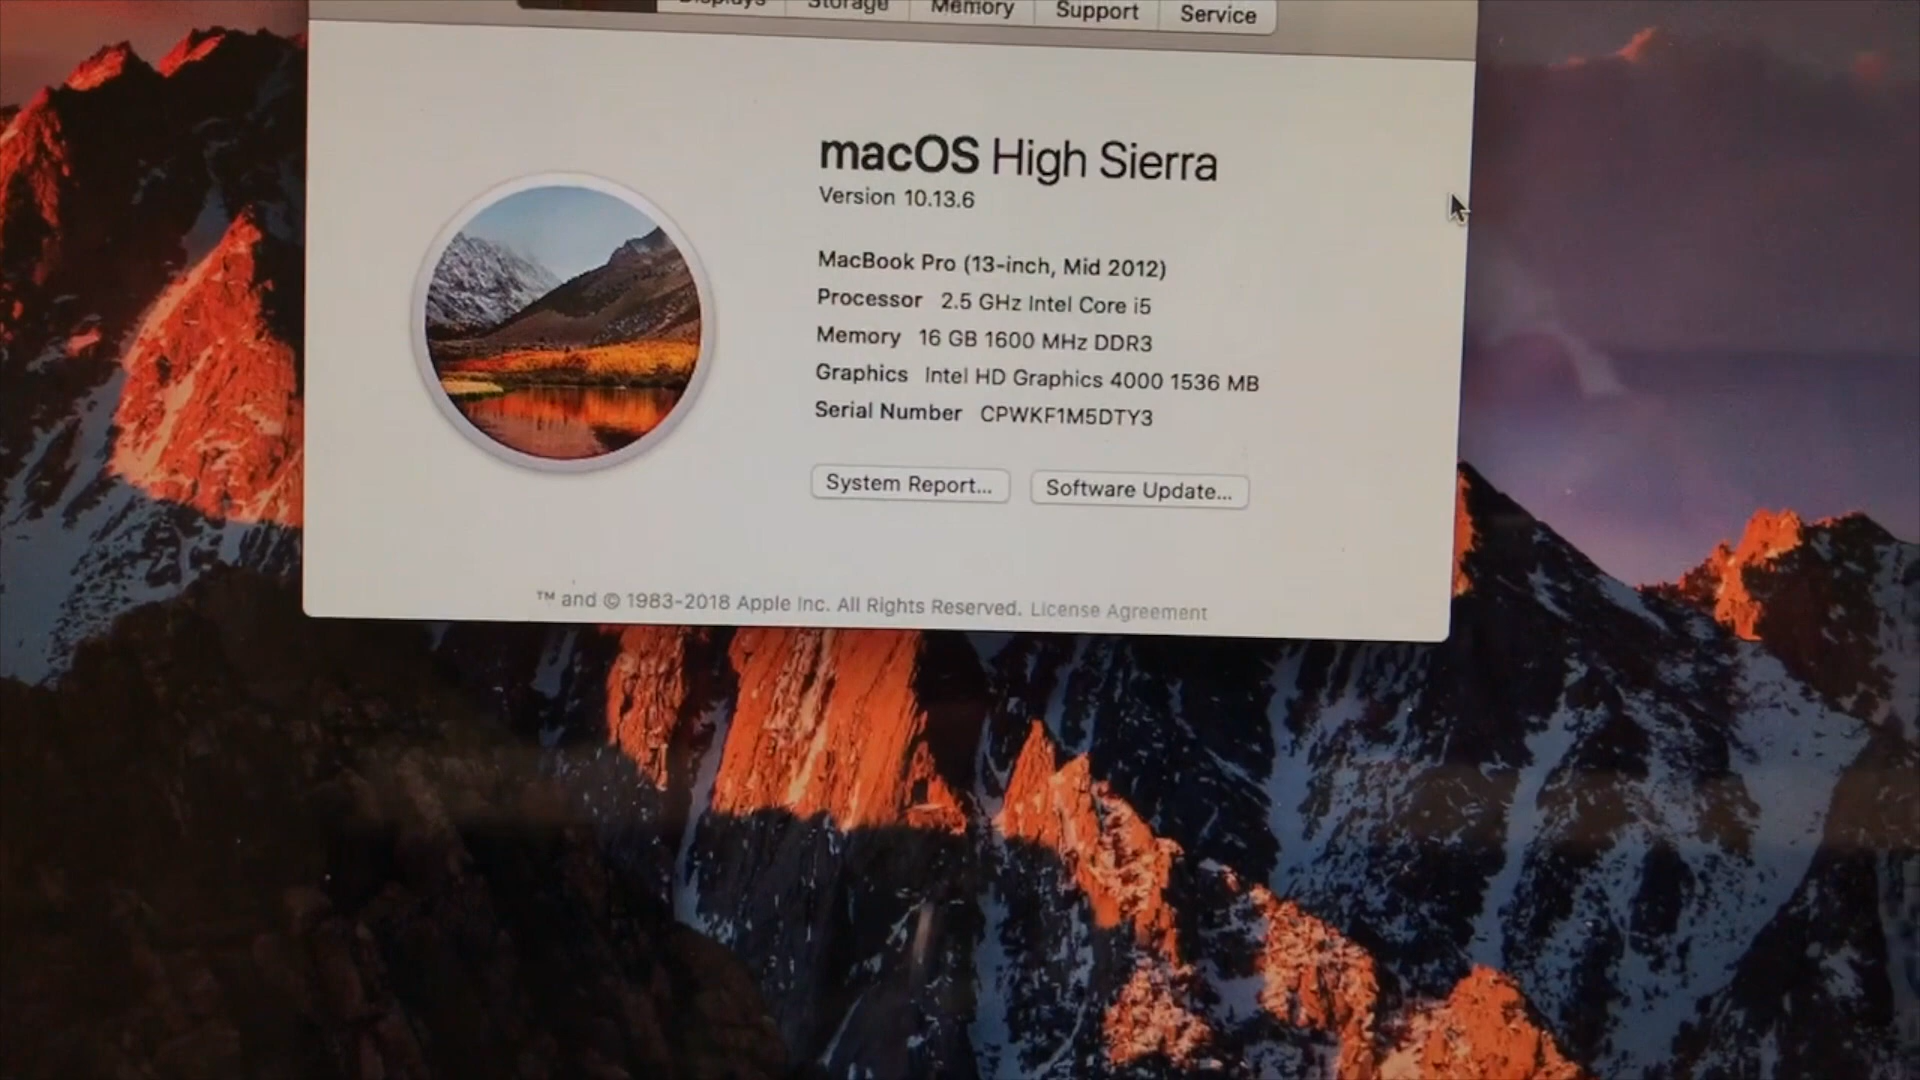 Displays Storage Memory Support Service
macOS High Sierra
Version 10.13.6
MacBook Pro (13-inch, Mid 2012)
Processor 2.5 GHz Intel Core i5
Memory 16 GB 1600 MHz DDR3
Graphics Intel HD Graphics 4000 1536 MB
Serial Number CPWKF1M5DTY3
System Report... Software Update...
™ and © 1983-2018 Apple Inc. All Rights Reserved. License Agreement